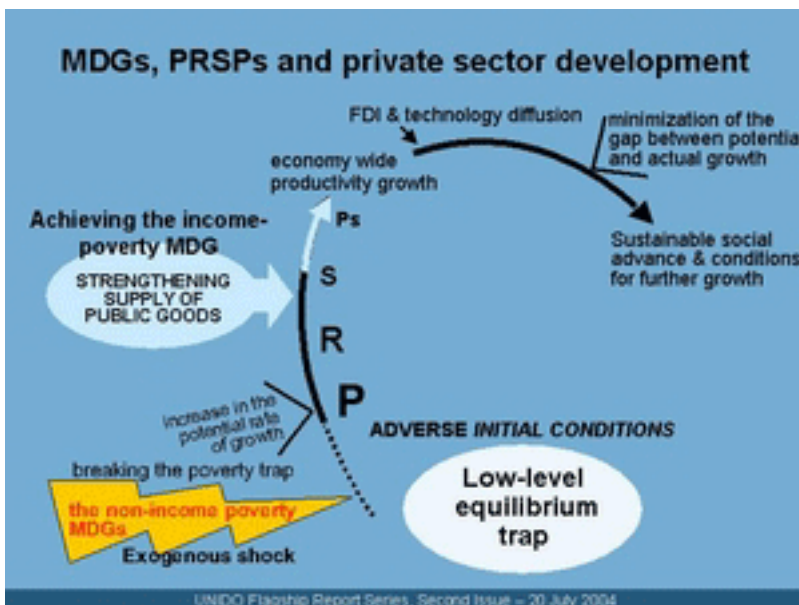 MDGs, PRSPs and private sector development
FDI & technology diffusion
minimization of the
gap between potentia
and actual growth
economy wide
productivity growth
Ps
Achieving the income-
poverty MDG
STRENGTHENING
SUPPLY OF
PUBLIC GOODS
Sustainable social
advance & conditions
for further growth
S
R
P
increase in the
potential rate
of growth
ADVERSE INITIAL CONDITIONS
breaking the poverty trap
the non-income poverty
MDGs
Exogenous shock
Low-level
equilibrium
trap
UNIDO Flagship Report Series, Second Issue – 20 July 2004